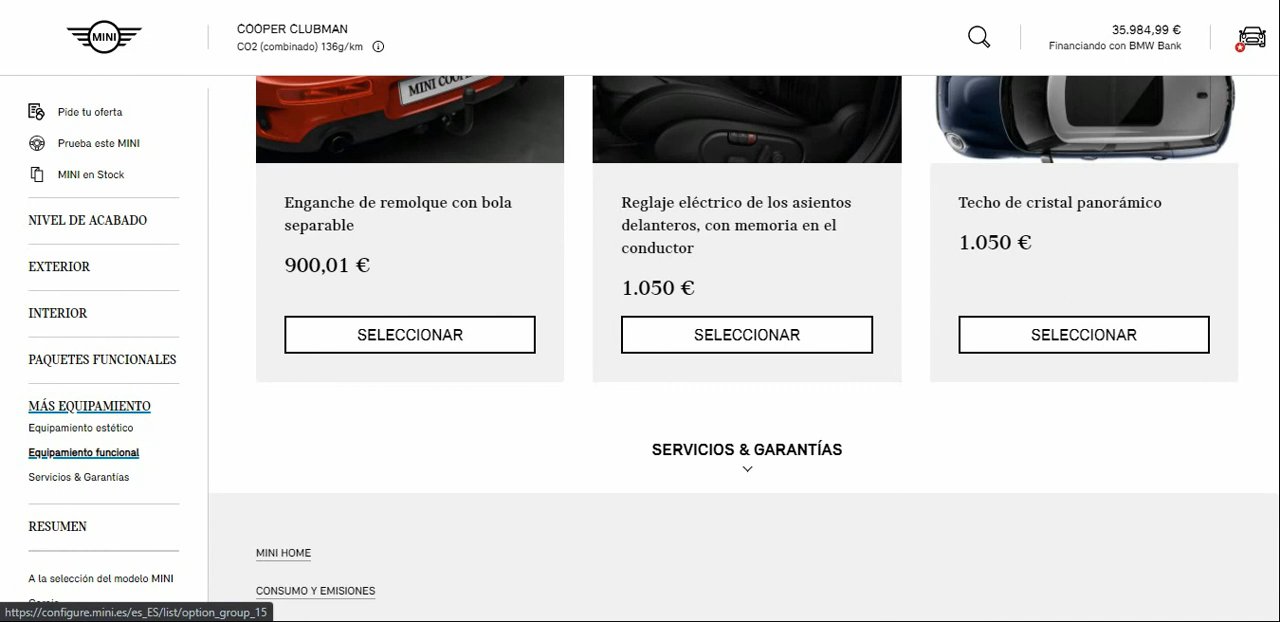 MINI
COOPER CLUBMAN
CO2 (combinado) 136g/km
35.984,99 €
Financiando con BMW Bank
Pide tu oferta
Prueba este MINI
MINI en Stock
NIVEL DE ACABADO
EXTERIOR
INTERIOR
PAQUETES FUNCIONALES
MÁS EQUIPAMIENTO
Equipamiento estético
Equipamiento funcional
Servicios & Garantías
RESUMEN
A la selección del modelo MINI
MINI COOPER
Enganche de remolque con bola
separable
900,01 €
SELECCIONAR
Reglaje eléctrico de los asientos
delanteros, con memoria en el
conductor
1.050 €
SELECCIONAR
Techo de cristal panorámico
1.050 €
SELECCIONAR
SERVICIOS & GARANTÍAS
MINI HOME
CONSUMO Y EMISIONES
https://configure.mini.es/es_ES/list/option_group_15